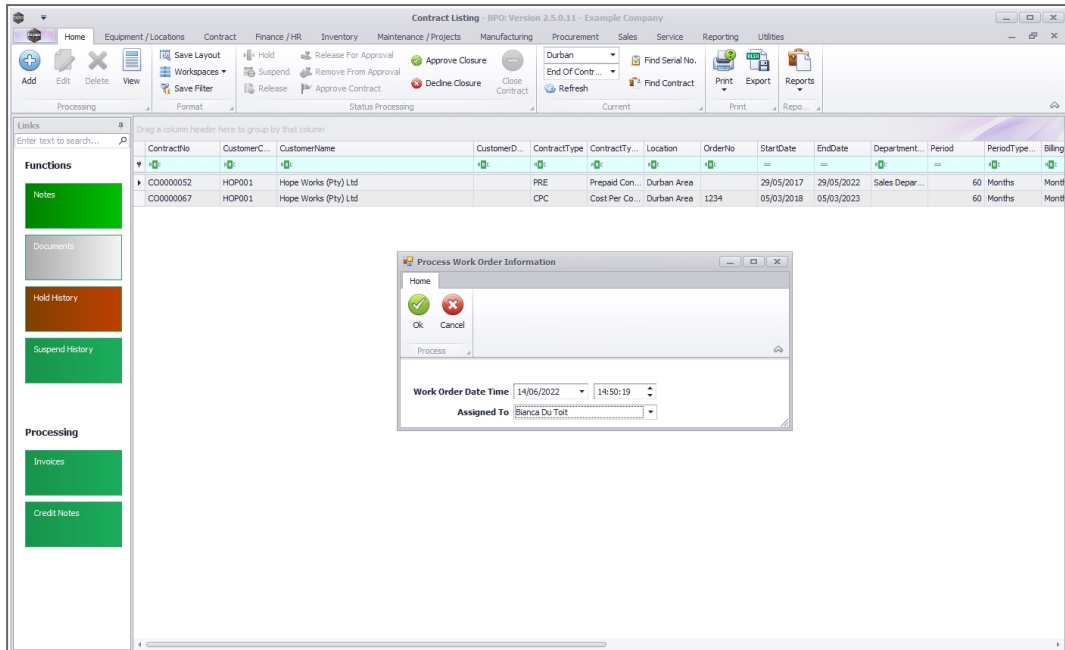 Contract Listing - BPO: Version 2.5.0.11 - Example Company
Home Equipment / Locations Contract Finance / HR Inventory Maintenance / Projects Manufacturing Procurement Sales Service Reporting Utilities
Add Edit Delete View
Processing
Save Layout
Workspaces
Save Filter
Format
Hold Release For Approval
Suspend Remove From Approval
Release Approve Contract
Approve Closure
Decline Closure
Close Contract
Status Processing
Durban
End Of Contr...
Refresh
Find Serial No.
Find Contract
Current
Print Export
Print
Reports
Repo...
Links
Enter text to search...
Drag a column header here to group by that column
ContractNo CustomerC... CustomerName CustomerD... ContractType ContractTy... Location OrderNo StartDate EndDate Department... Period PeriodType... Billing
CO0000052 HOP001 Hope Works (Pty) Ltd PRE Prepaid Con... Durban Area 29/05/2017 29/05/2022 Sales Depar... 60 Months Month
CO0000067 HOP001 Hope Works (Pty) Ltd CPC Cost Per Co... Durban Area 1234 05/03/2018 05/03/2023 60 Months Month
Functions
Notes
Documents
Hold History
Suspend History
Processing
Invoices
Credit Notes
Process Work Order Information
Home
Ok Cancel
Process
Work Order Date Time 14/06/2022 14:50:19
Assigned To Bianca Du Toit